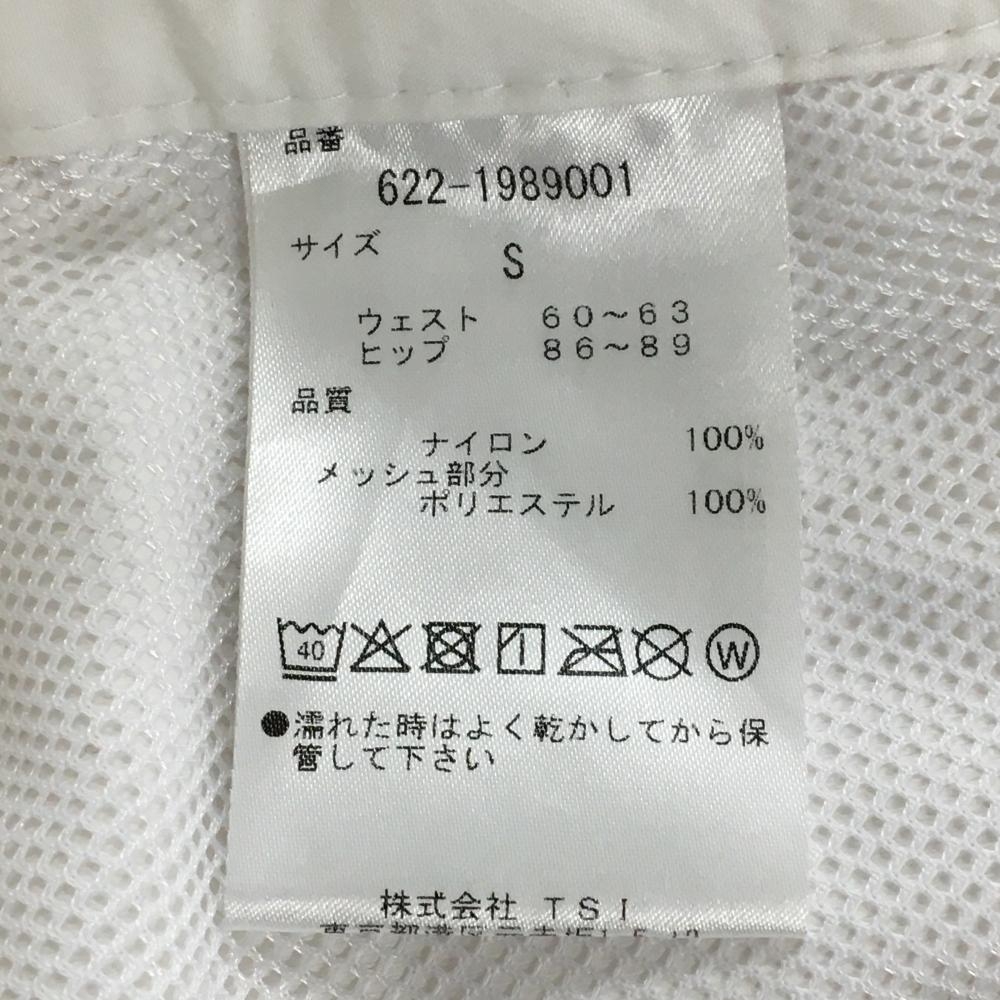 品番
622-1989001
サイズ S
ウェスト 60～63
ヒップ 86～89
品質
ナイロン 100%
メッシュ部分
ポリエステル 100%
40 W
●濡れた時はよく乾かしてから保
管して下さい
株式会社 TSI